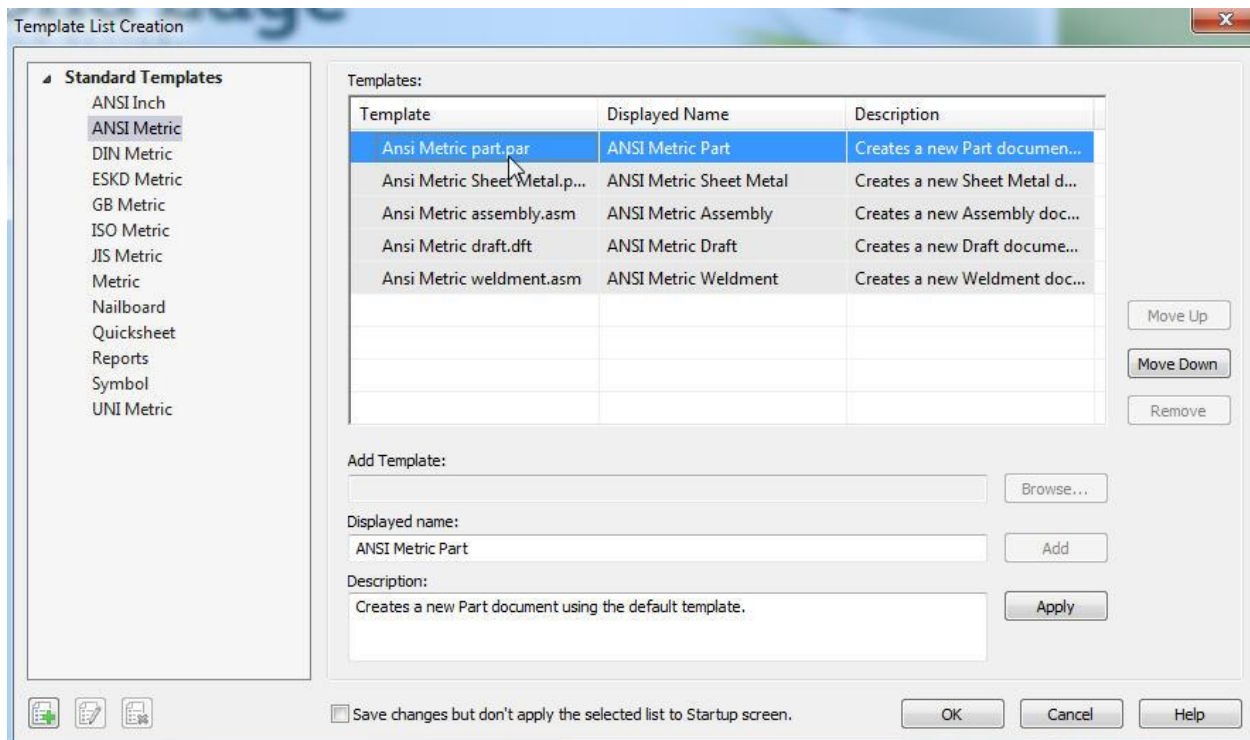 Edge
Template List Creation
Standard Templates
ANSI Inch
ANSI Metric
DIN Metric
ESKD Metric
GB Metric
ISO Metric
JIS Metric
Metric
Nailboard
Quicksheet
Reports
Symbol
UNI Metric
Templates:
Template Displayed Name Description
Ansi Metric part.par ANSI Metric Part Creates a new Part documen...
Ansi Metric Sheet Metal.p... ANSI Metric Sheet Metal Creates a new Sheet Metal d...
Ansi Metric assembly.asm ANSI Metric Assembly Creates a new Assembly doc...
Ansi Metric draft.dft ANSI Metric Draft Creates a new Draft docume...
Ansi Metric weldment.asm ANSI Metric Weldment Creates a new Weldment doc...
Move Up
Move Down
Remove
Add Template:
Browse...
Displayed name:
ANSI Metric Part
Add
Description:
Creates a new Part document using the default template.
Apply
Save changes but don't apply the selected list to Startup screen.
OK Cancel Help